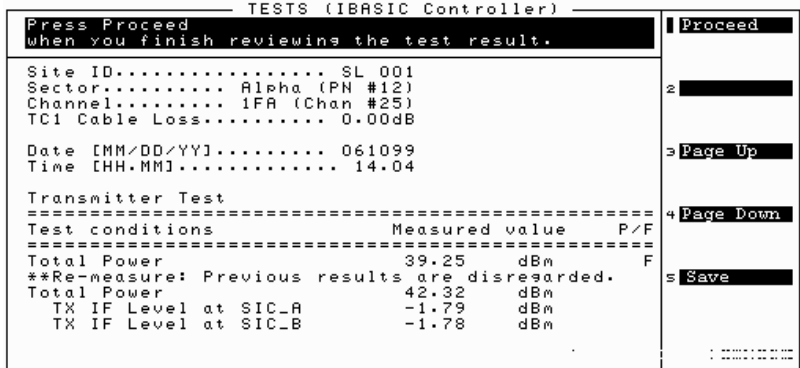 TESTS (IBASIC Controller)
Press Proceed
when you finish reviewing the test result.
Site ID.................. SL 001
Sector.......... Alpha (PN #12)
Channel......... 1FA (Chan #25)
TC1 Cable Loss.......... 0.00dB
Date [MM/DD/YY]......... 061099
Time [HH.MM]............. 14.04
Transmitter Test
==========================================================
Test conditions Measured value P/F
==========================================================
Total Power 39.25 dBm F
**Re-measure: Previous results are disregarded.
Total Power 42.32 dBm
TX IF Level at SIC_A -1.79 dBm
TX IF Level at SIC_B -1.78 dBm
Proceed
2
3 Page Up
4 Page Down
5 Save